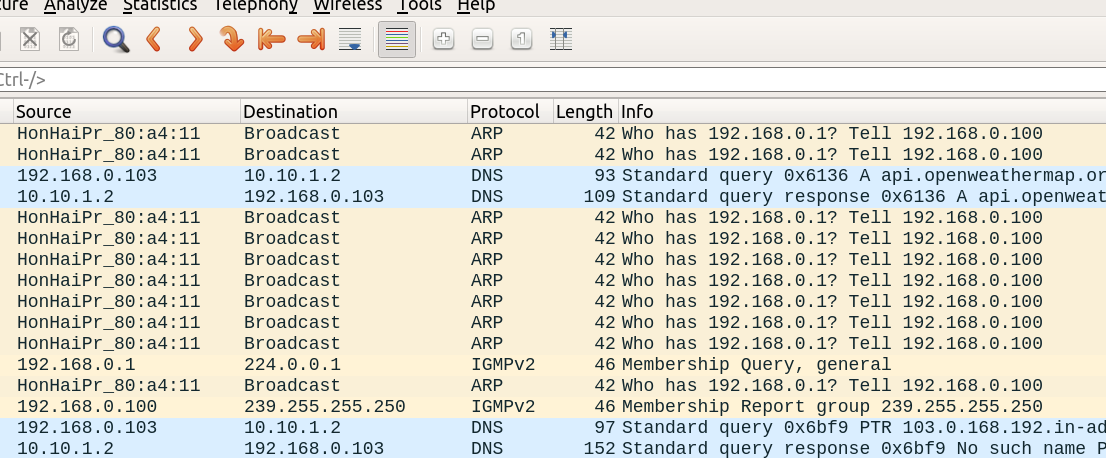 Analyze Statistics Telephony Wireless Tools Help
Ctrl-/>
Source Destination Protocol Length Info
HonHaiPr_80:a4:11 Broadcast ARP 42 Who has 192.168.0.1? Tell 192.168.0.100
HonHaiPr_80:a4:11 Broadcast ARP 42 Who has 192.168.0.1? Tell 192.168.0.100
192.168.0.103 10.10.1.2 DNS 93 Standard query 0x6136 A api.openweathermap.or
10.10.1.2 192.168.0.103 DNS 109 Standard query response 0x6136 A api.openweat
HonHaiPr_80:a4:11 Broadcast ARP 42 Who has 192.168.0.1? Tell 192.168.0.100
HonHaiPr_80:a4:11 Broadcast ARP 42 Who has 192.168.0.1? Tell 192.168.0.100
HonHaiPr_80:a4:11 Broadcast ARP 42 Who has 192.168.0.1? Tell 192.168.0.100
HonHaiPr_80:a4:11 Broadcast ARP 42 Who has 192.168.0.1? Tell 192.168.0.100
HonHaiPr_80:a4:11 Broadcast ARP 42 Who has 192.168.0.1? Tell 192.168.0.100
HonHaiPr_80:a4:11 Broadcast ARP 42 Who has 192.168.0.1? Tell 192.168.0.100
HonHaiPr_80:a4:11 Broadcast ARP 42 Who has 192.168.0.1? Tell 192.168.0.100
192.168.0.1 224.0.0.1 IGMPv2 46 Membership Query, general
HonHaiPr_80:a4:11 Broadcast ARP 42 Who has 192.168.0.1? Tell 192.168.0.100
192.168.0.100 239.255.255.250 IGMPv2 46 Membership Report group 239.255.255.250
192.168.0.103 10.10.1.2 DNS 97 Standard query 0x6bf9 PTR 103.0.168.192.in-ad
10.10.1.2 192.168.0.103 DNS 152 Standard query response 0x6bf9 No such name P